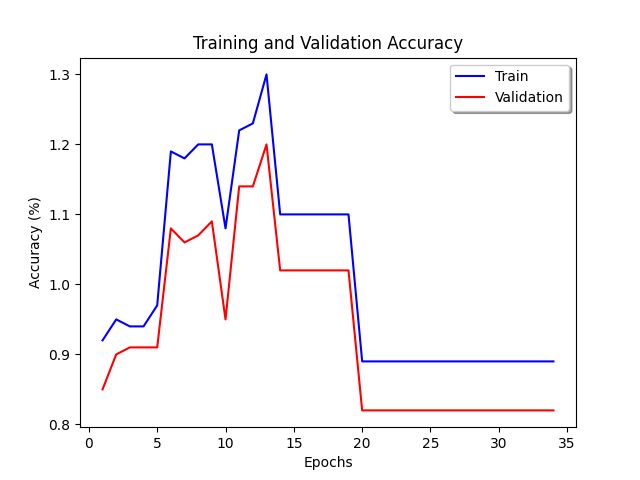 Training and Validation Accuracy
Train
Validation
Accuracy (%)
1.3
1.2
1.1
1.0
0.9
0.8
0 5 10 15 20 25 30 35
Epochs